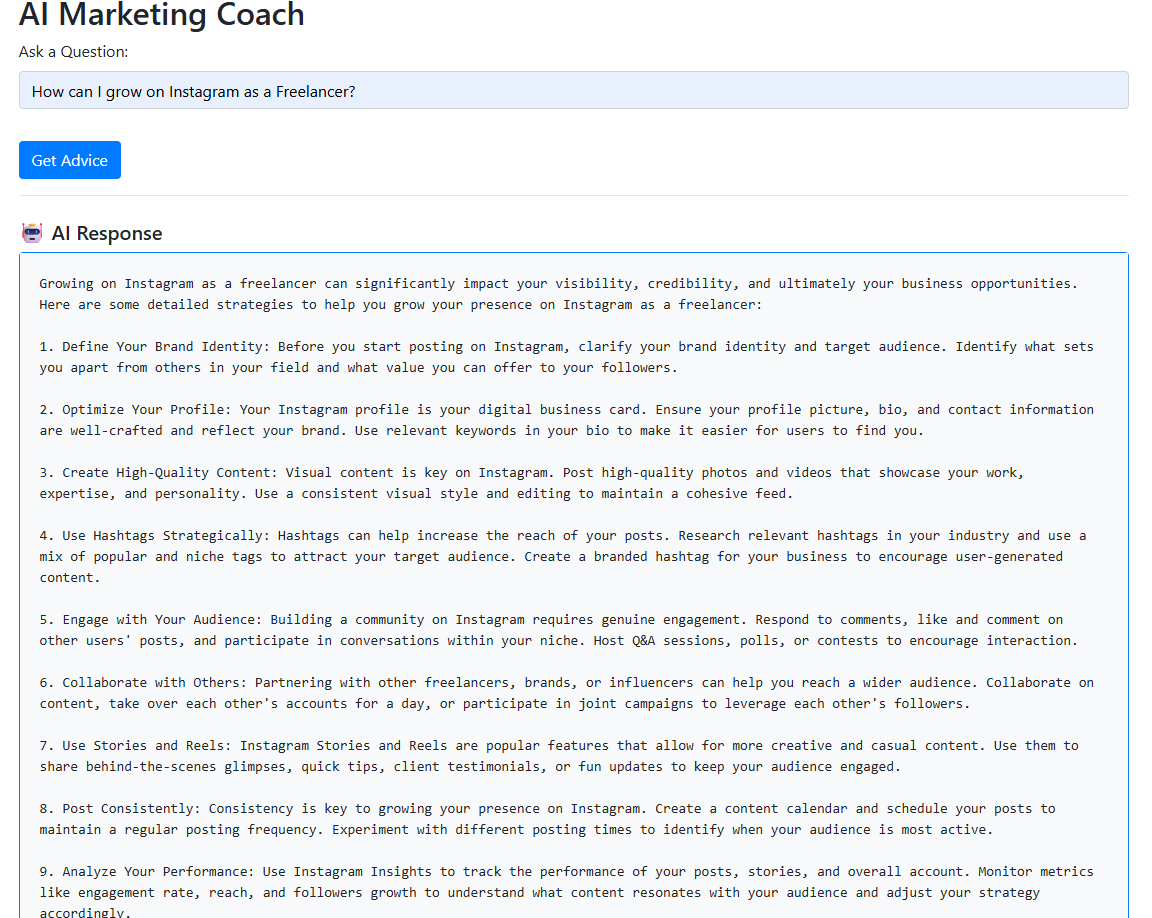 AI Marketing Coach
Ask a Question:
How can I grow on Instagram as a Freelancer?
Get Advice
AI Response
Growing on Instagram as a freelancer can significantly impact your visibility, credibility, and ultimately your business opportunities.
Here are some detailed strategies to help you grow your presence on Instagram as a freelancer:
1. Define Your Brand Identity: Before you start posting on Instagram, clarify your brand identity and target audience. Identify what sets
you apart from others in your field and what value you can offer to your followers.
2. Optimize Your Profile: Your Instagram profile is your digital business card. Ensure your profile picture, bio, and contact information
are well-crafted and reflect your brand. Use relevant keywords in your bio to make it easier for users to find you.
3. Create High-Quality Content: Visual content is key on Instagram. Post high-quality photos and videos that showcase your work,
expertise, and personality. Use a consistent visual style and editing to maintain a cohesive feed.
4. Use Hashtags Strategically: Hashtags can help increase the reach of your posts. Research relevant hashtags in your industry and use a
mix of popular and niche tags to attract your target audience. Create a branded hashtag for your business to encourage user-generated
content.
5. Engage with Your Audience: Building a community on Instagram requires genuine engagement. Respond to comments, like and comment on
other users' posts, and participate in conversations within your niche. Host Q&A sessions, polls, or contests to encourage interaction.
6. Collaborate with Others: Partnering with other freelancers, brands, or influencers can help you reach a wider audience. Collaborate on
content, take over each other's accounts for a day, or participate in joint campaigns to leverage each other's followers.
7. Use Stories and Reels: Instagram Stories and Reels are popular features that allow for more creative and casual content. Use them to
share behind-the-scenes glimpses, quick tips, client testimonials, or fun updates to keep your audience engaged.
8. Post Consistently: Consistency is key to growing your presence on Instagram. Create a content calendar and schedule your posts to
maintain a regular posting frequency. Experiment with different posting times to identify when your audience is most active.
9. Analyze Your Performance: Use Instagram Insights to track the performance of your posts, stories, and overall account. Monitor metrics
like engagement rate, reach, and followers growth to understand what content resonates with your audience and adjust your strategy
accordingly.